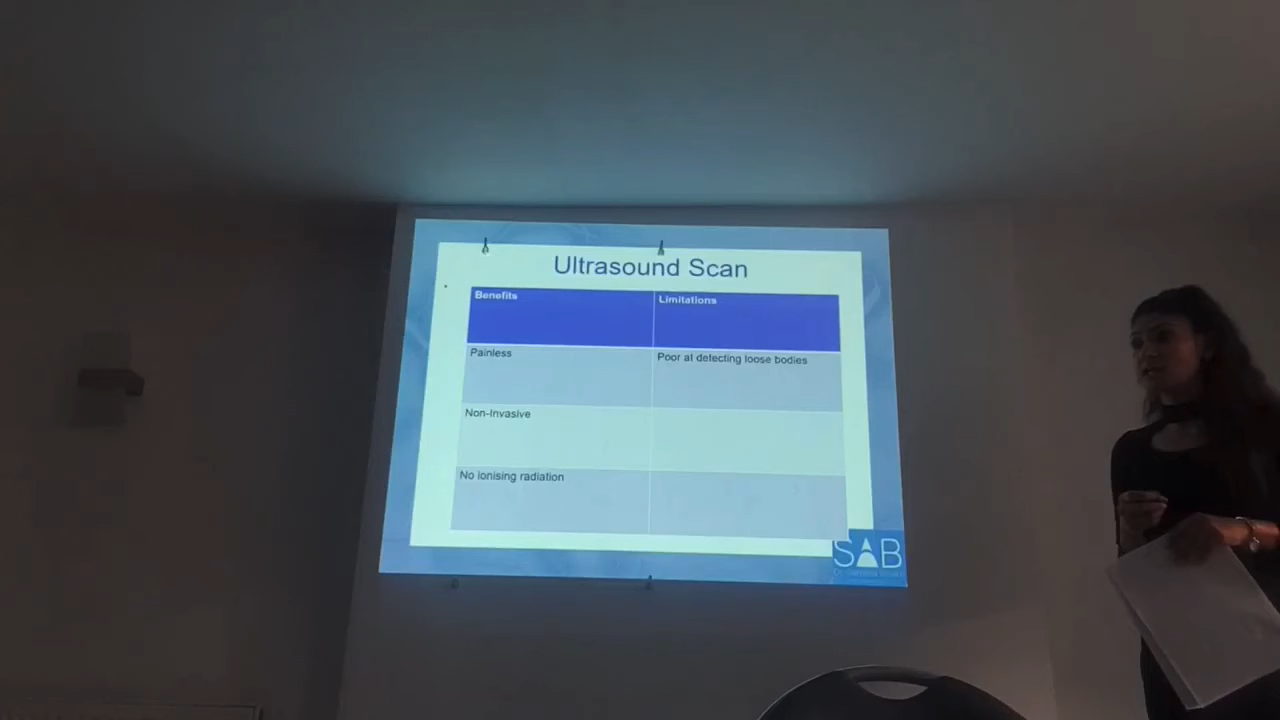 Ultrasound Scan
Benefits
Limitations
Painless
Poor at detecting loose bodies
Non-Invasive
No ionising radiation
SAB